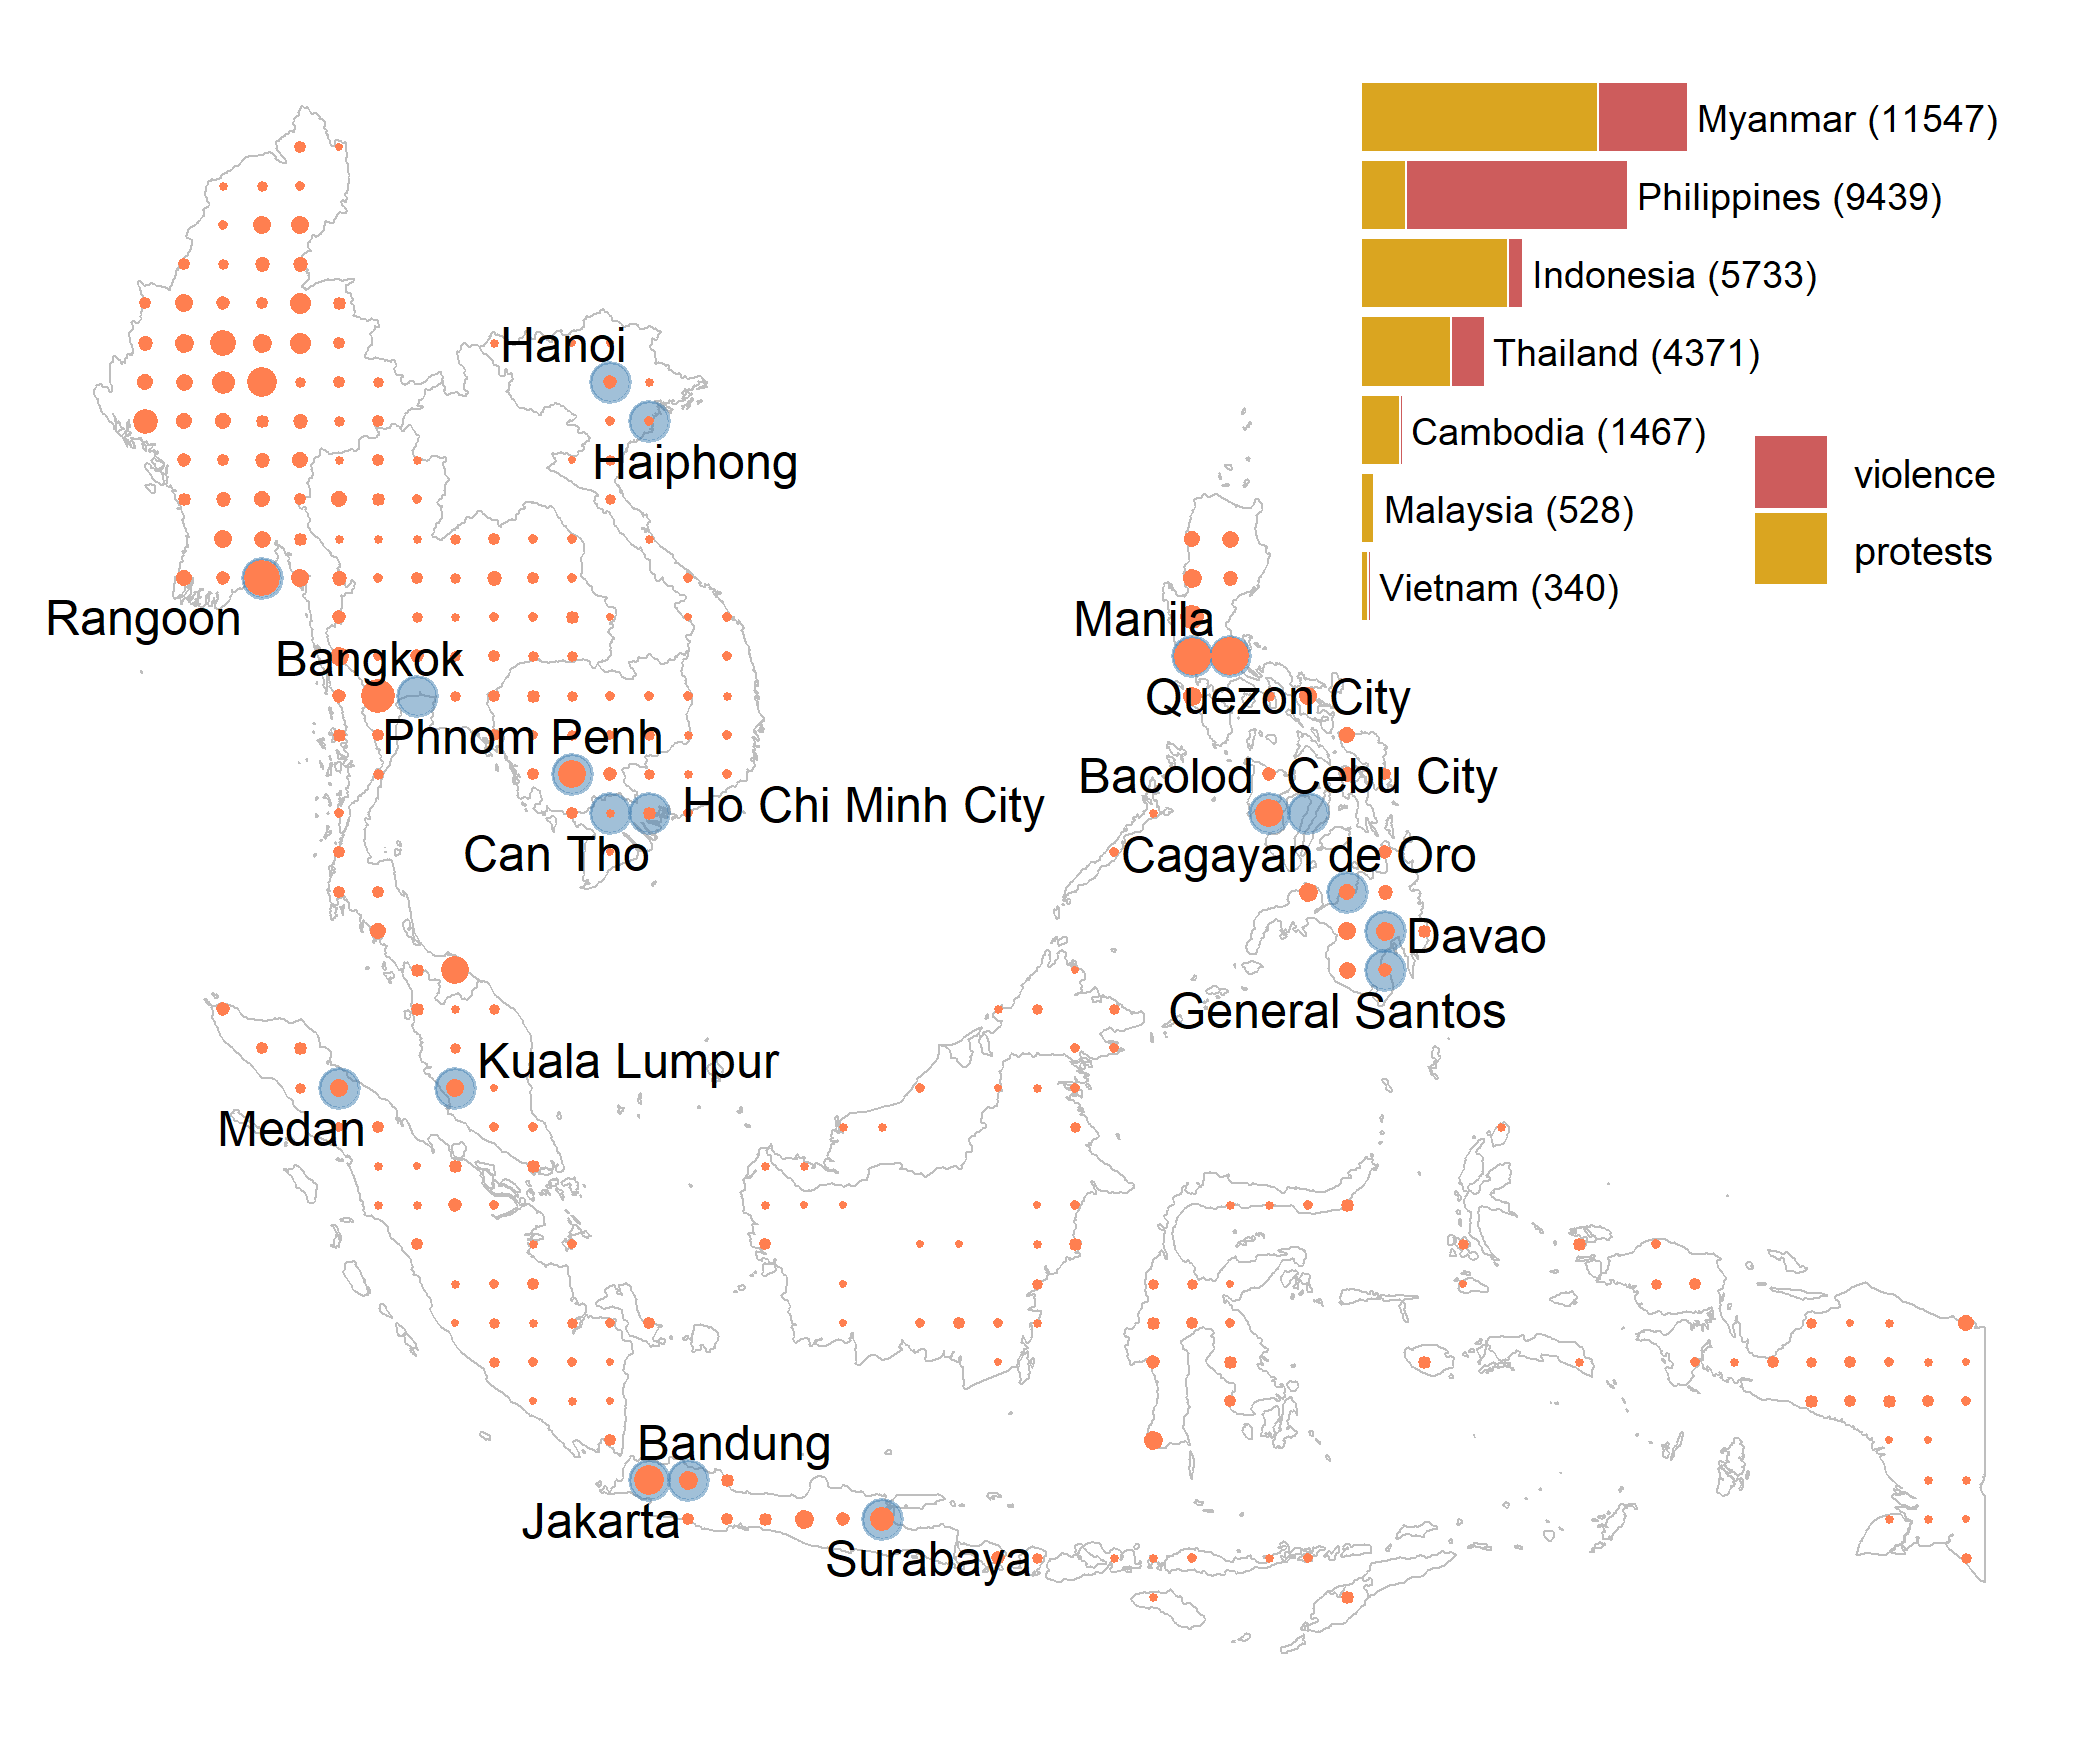 Myanmar (11547)
Philippines (9439)
Indonesia (5733)
Thailand (4371)
Cambodia (1467)
Malaysia (528)
Vietnam (340)
violence
protests
Hanoi
Haiphong
Rangoon
Bangkok
Phnom Penh
Ho Chi Minh City
Can Tho
Manila
Quezon City
Bacolod
Cebu City
Cagayan de Oro
Davao
General Santos
Kuala Lumpur
Medan
Bandung
Jakarta
Surabaya